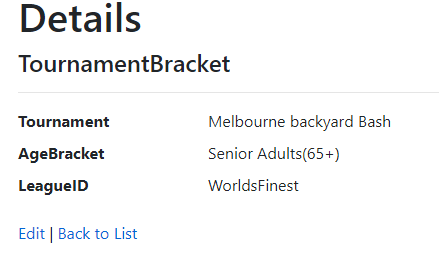 Details
TournamentBracket
Tournament Melbourne backyard Bash
AgeBracket Senior Adults(65+)
LeagueID WorldsFinest
Edit | Back to List